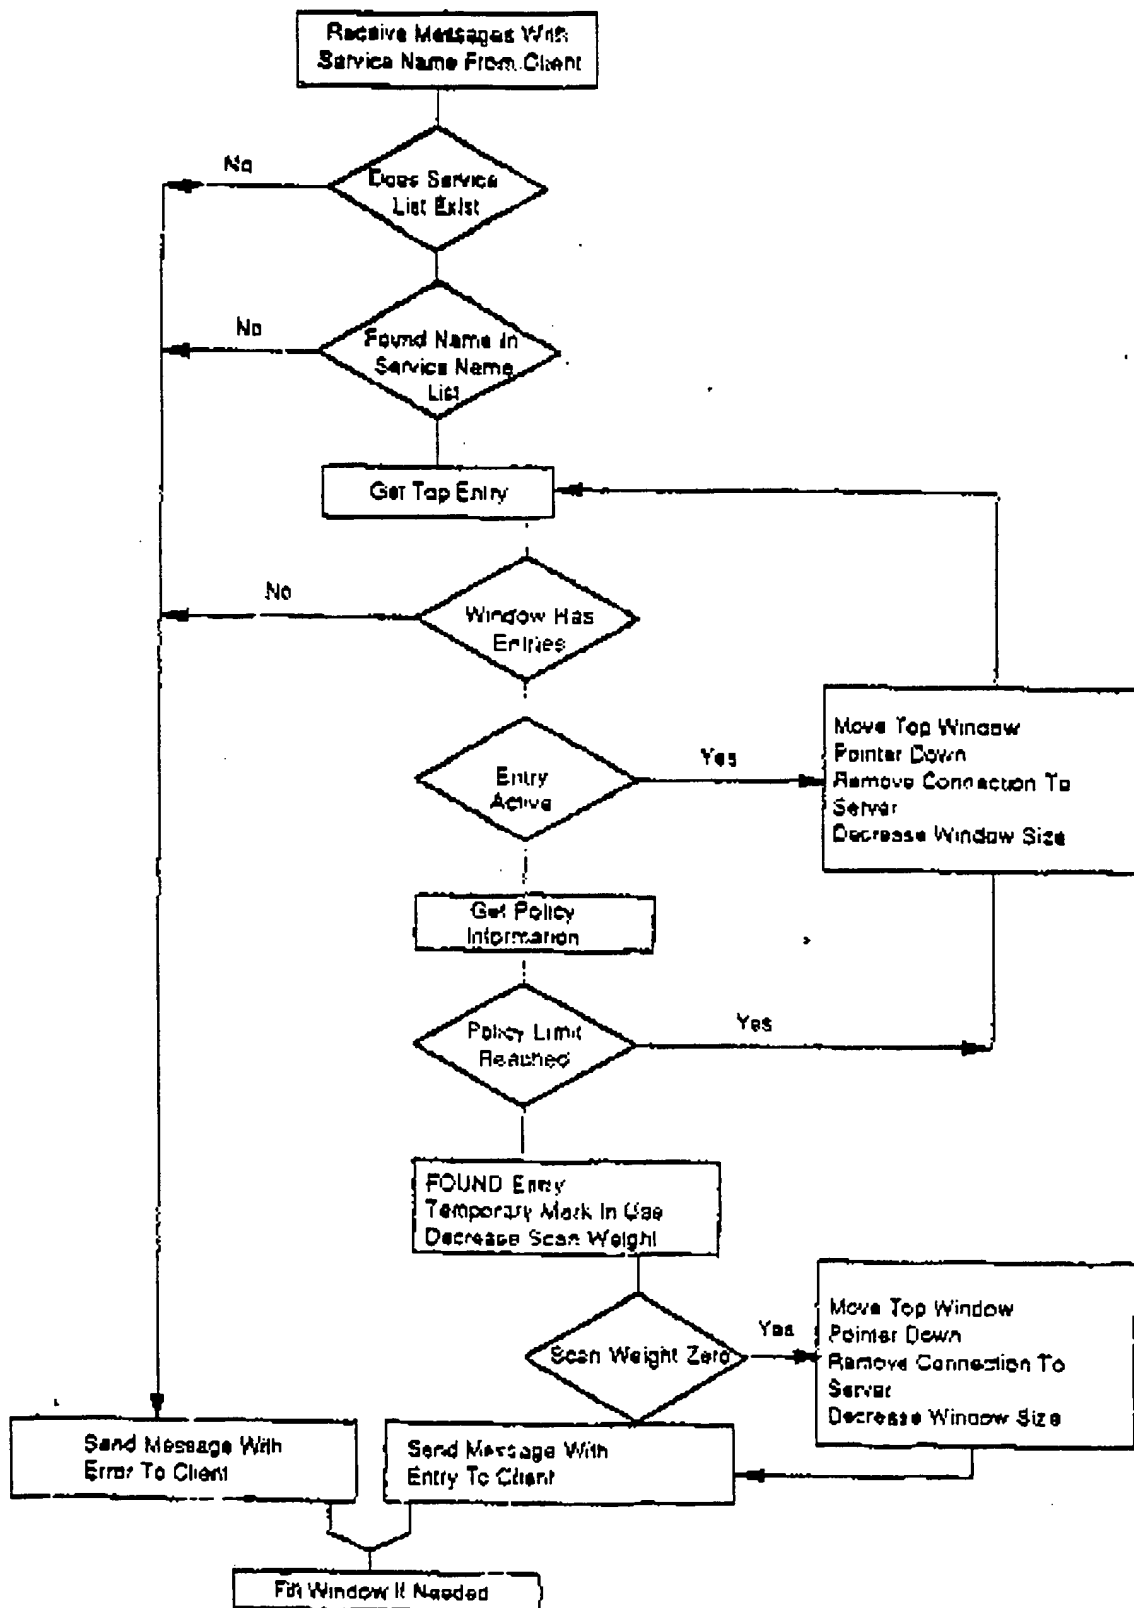 Receive Messages With
Service Name From Client
No
Does Service
List Exist
No
Found Name In
Service Name
List
Get Top Entry
No
Window Has
Entries
Move Top Window
Pointer Down
Remove Connection To
Server
Decrease Window Size
Yes
Entry
Active
Get Policy
Information
Policy Limit
Reached
Yes
FOUND Entry
Temporary Mark In Use
Decrease Scan Weight
Scan Weight Zero
Yes
Move Top Window
Pointer Down
Remove Connection To
Server
Decrease Window Size
Send Message With
Error To Client
Send Message With
Entry To Client
Fill Window If Needed